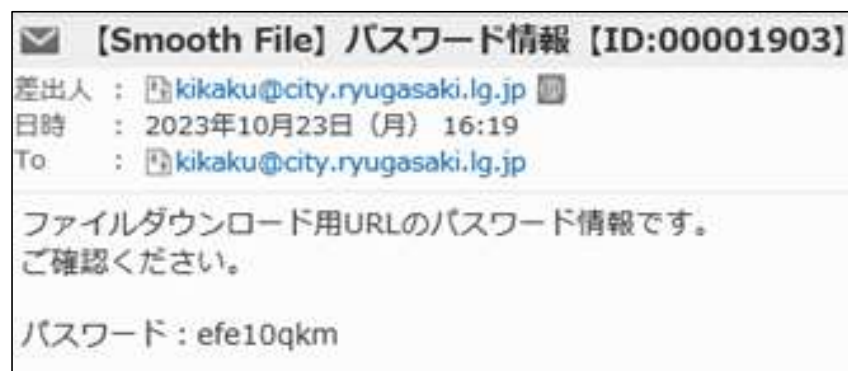 【Smooth File】パスワード情報【ID:00001903】
差出人 : kikaku@city.ryugasaki.lg.jp
日時 : 2023年10月23日（月） 16:19
To : kikaku@city.ryugasaki.lg.jp
ファイルダウンロード用URLのパスワード情報です。
ご確認ください。
パスワード：efe10qkm